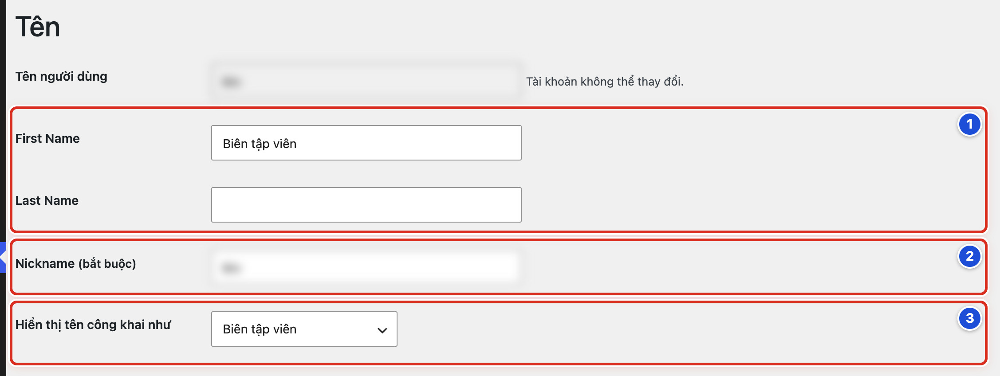 Tên
Tên người dùng
Tài khoản không thể thay đổi.
1
First Name
Biên tập viên
Last Name
2
Nickname (bắt buộc)
3
Hiển thị tên công khai như
Biên tập viên